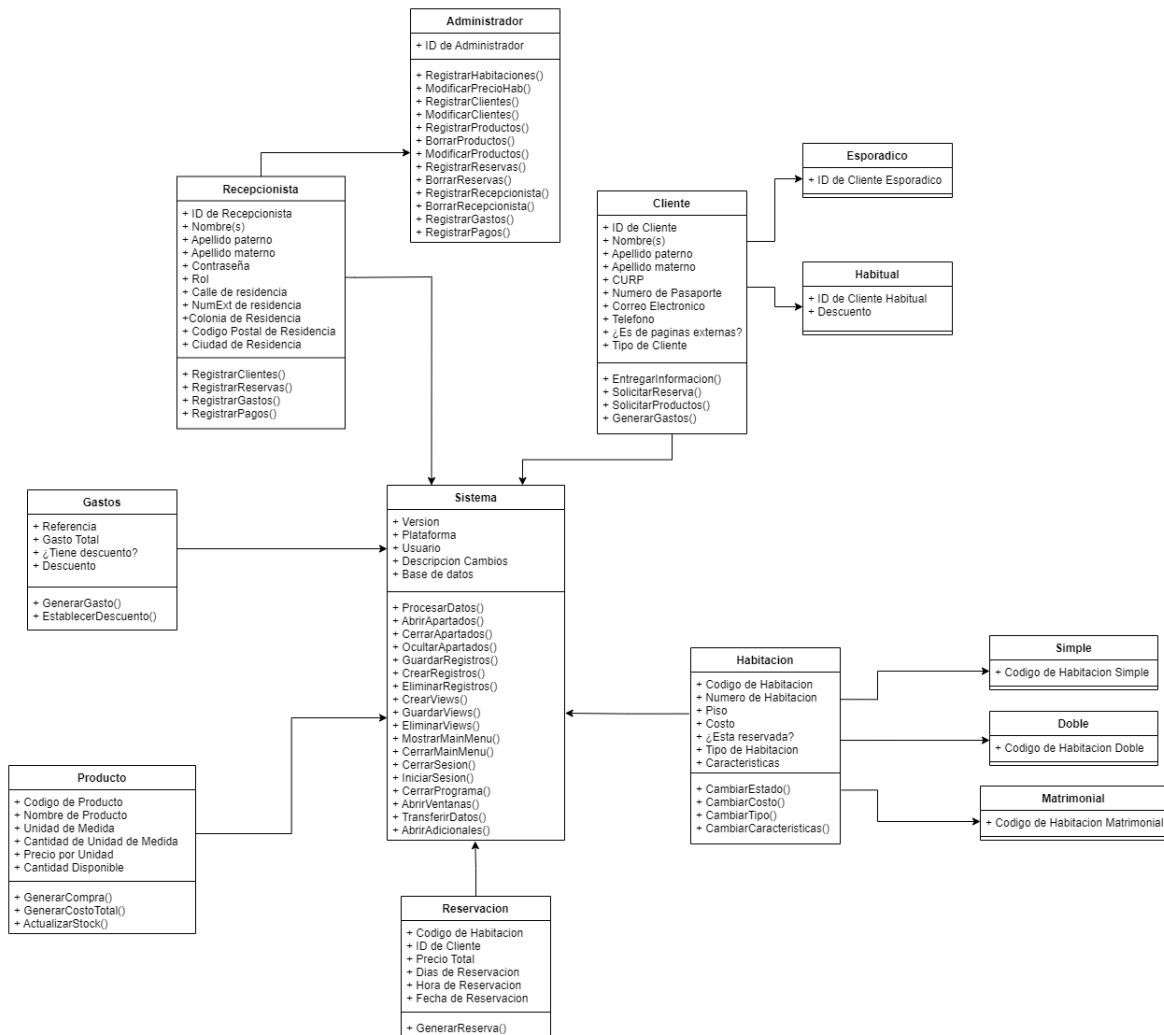 Administrador
+ ID de Administrador
+ RegistrarHabitaciones()
+ ModificarPrecioHab()
+ RegistrarClientes()
+ ModificarClientes()
+ RegistrarProductos()
+ BorrarProductos()
+ ModificarProductos()
+ RegistrarReservas()
+ BorrarReservas()
+ RegistrarRecepcionista()
+ BorrarRecepcionista()
+ RegistrarGastos()
+ RegistrarPagos()
Recepcionista
+ ID de Recepcionista
+ Nombre(s)
+ Apellido paterno
+ Apellido materno
+ Contraseña
+ Rol
+ Calle de residencia
+ NumExt de residencia
+Colonia de Residencia
+ Codigo Postal de Residencia
+ Ciudad de Residencia
+ RegistrarClientes()
+ RegistrarReservas()
+ RegistrarGastos()
+ RegistrarPagos()
Cliente
+ ID de Cliente
+ Nombre(s)
+ Apellido paterno
+ Apellido materno
+ CURP
+ Numero de Pasaporte
+ Correo Electronico
+ Telefono
+ ¿Es de paginas externas?
+ Tipo de Cliente
+ EntregarInformacion()
+ SolicitarReserva()
+ SolicitarProductos()
+ GenerarGastos()
Esporadico
+ ID de Cliente Esporadico
Habitual
+ ID de Cliente Habitual
+ Descuento
Gastos
+ Referencia
+ Gasto Total
+ ¿Tiene descuento?
+ Descuento
+ GenerarGasto()
+ EstablecerDescuento()
Sistema
+ Version
+ Plataforma
+ Usuario
+ Descripcion Cambios
+ Base de datos
+ ProcesarDatos()
+ AbrirApartados()
+ CerrarApartados()
+ OcultarApartados()
+ GuardarRegistros()
+ CrearRegistros()
+ EliminarRegistros()
+ CrearViews()
+ GuardarViews()
+ EliminarViews()
+ MostrarMainMenu()
+ CerrarMainMenu()
+ CerrarSesion()
+ IniciarSesion()
+ CerrarPrograma()
+ AbrirVentanas()
+ TransferirDatos()
+ AbrirAdicionales()
Habitacion
+ Codigo de Habitacion
+ Numero de Habitacion
+ Piso
+ Costo
+ ¿Esta reservada?
+ Tipo de Habitacion
+ Caracteristicas
+ CambiarEstado()
+ CambiarCosto()
+ CambiarTipo()
+ CambiarCaracteristicas()
Simple
+ Codigo de Habitacion Simple
Doble
+ Codigo de Habitacion Doble
Matrimonial
+ Codigo de Habitacion Matrimonial
Producto
+ Codigo de Producto
+ Nombre de Producto
+ Unidad de Medida
+ Cantidad de Unidad de Medida
+ Precio por Unidad
+ Cantidad Disponible
+ GenerarCompra()
+ GenerarCostoTotal()
+ ActualizarStock()
Reservacion
+ Codigo de Habitacion
+ ID de Cliente
+ Precio Total
+ Dias de Reservacion
+ Hora de Reservacion
+ Fecha de Reservacion
+ GenerarReserva()